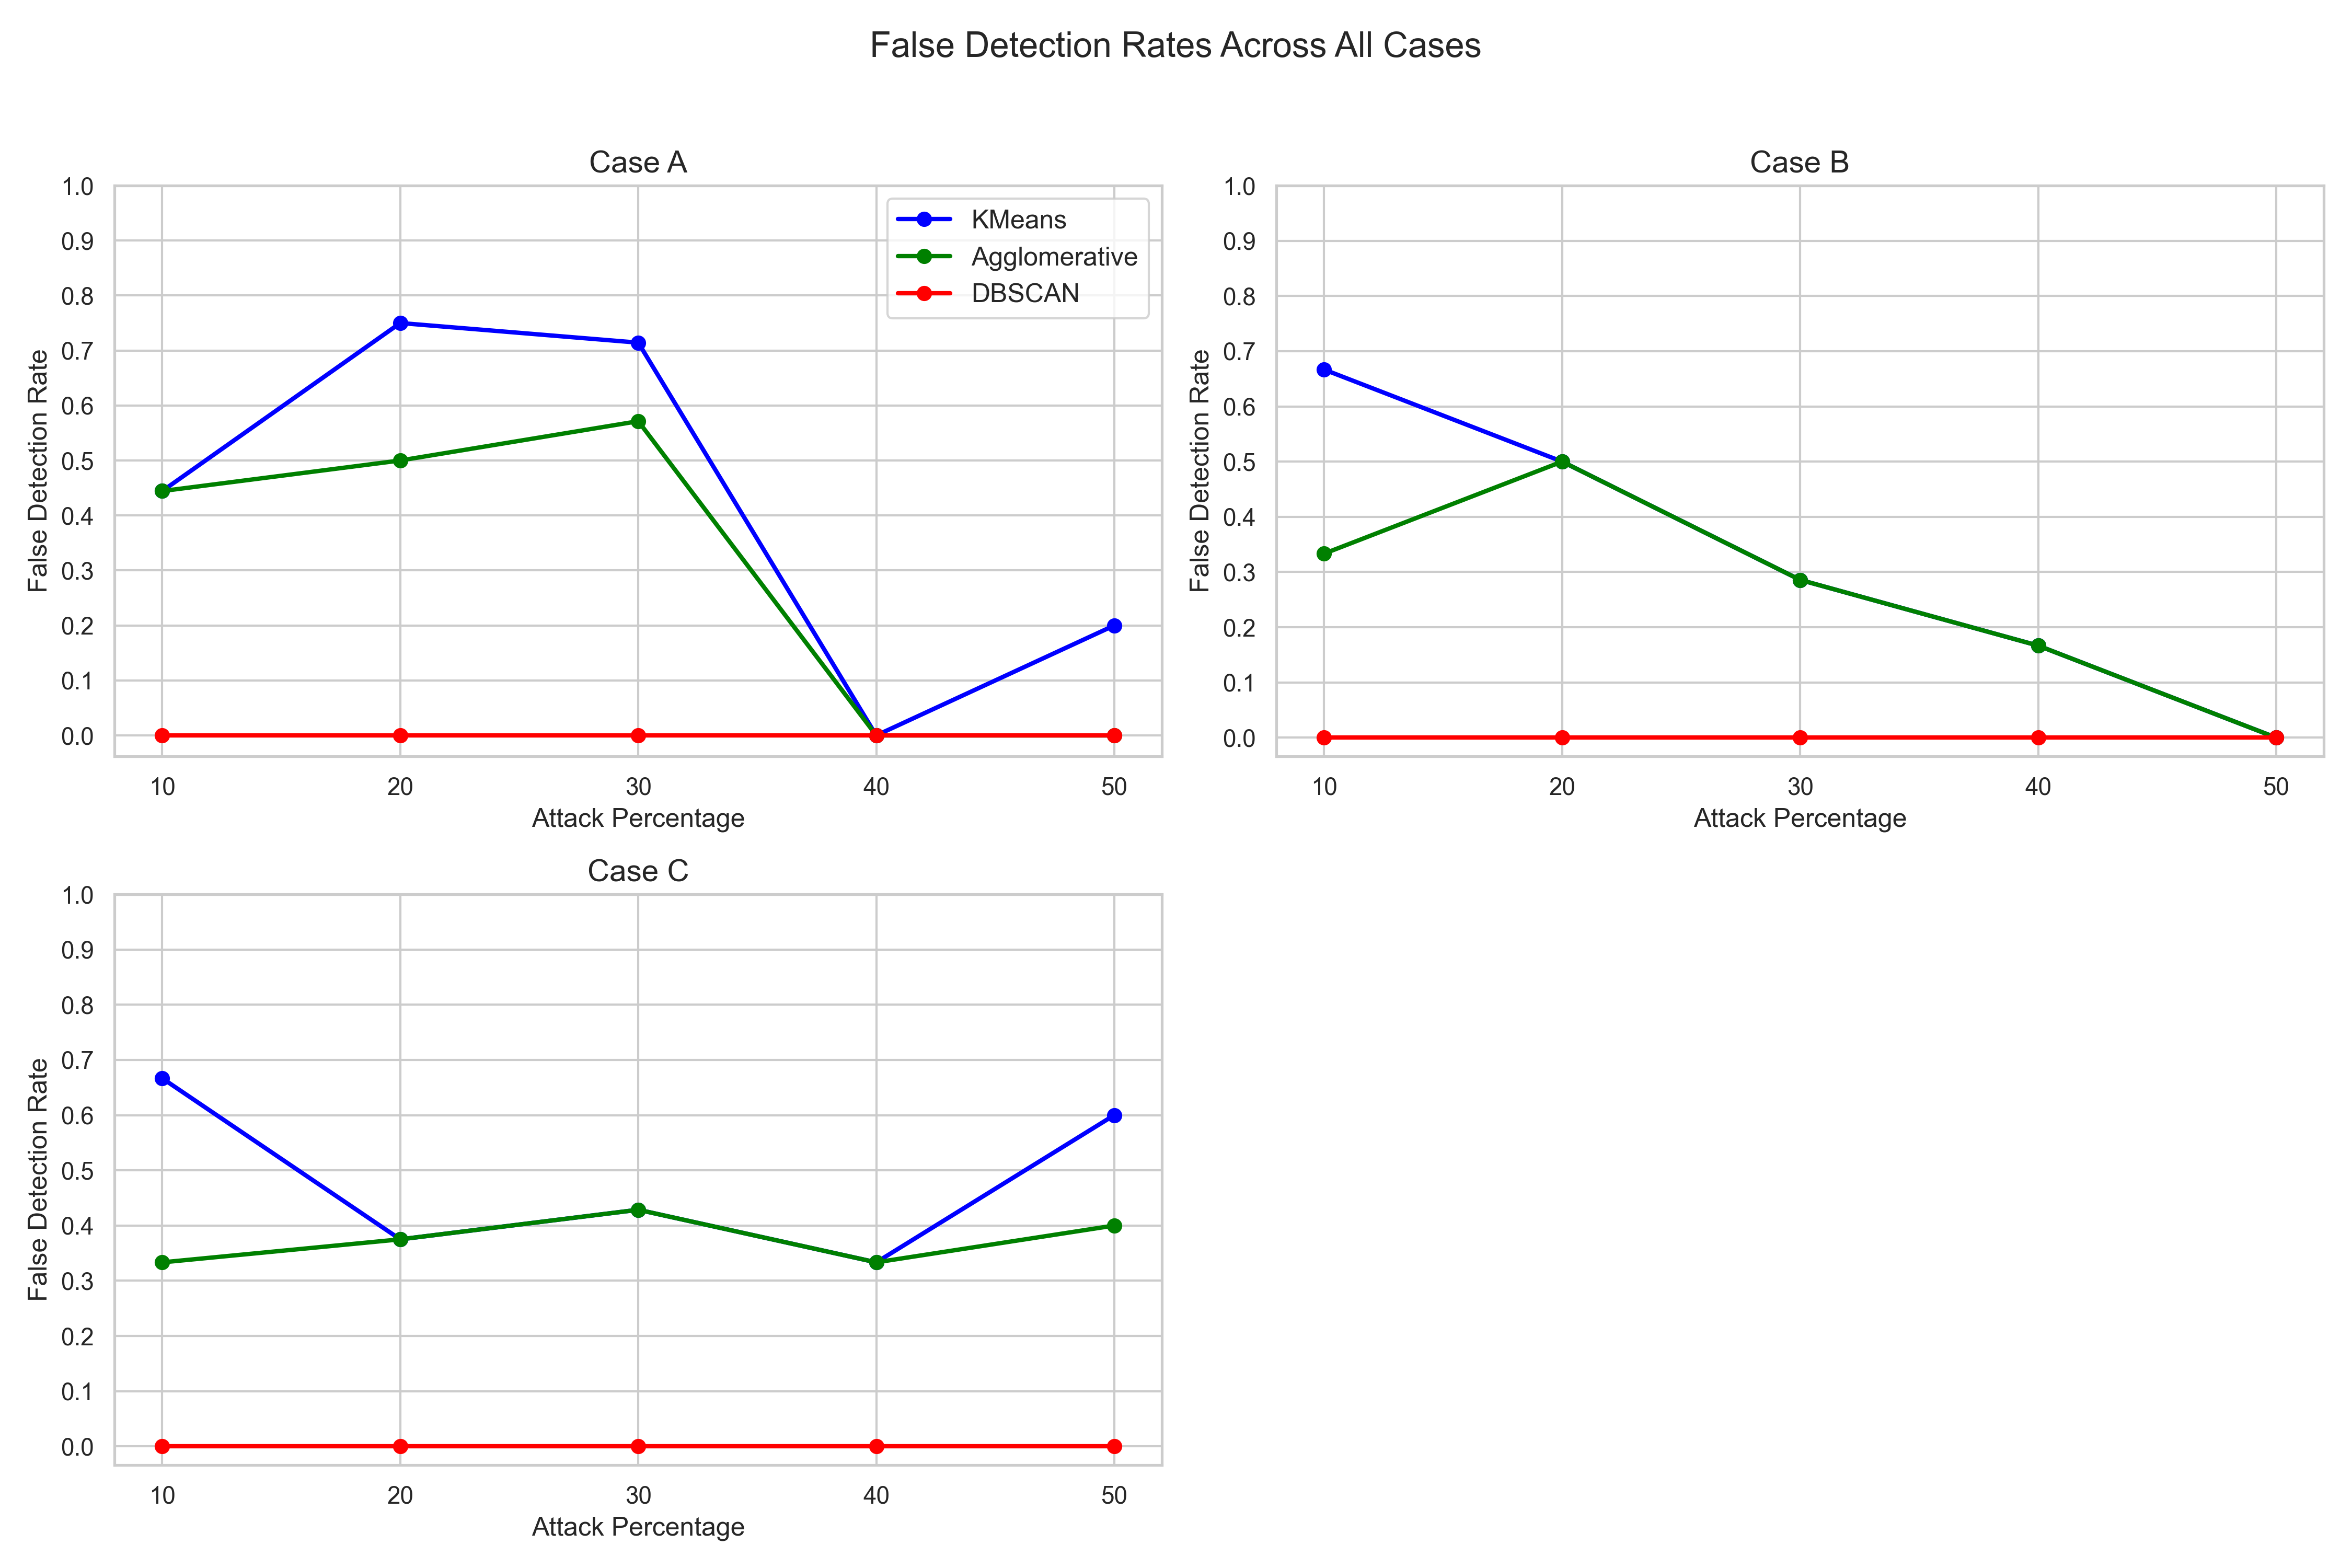 False Detection Rates Across All Cases
Case A
1.0
0.9
0.8
0.7
0.6
0.5
0.4
0.3
0.2
0.1
0.0
False Detection Rate
KMeans
Agglomerative
DBSCAN
10 20 30 40 50
Attack Percentage
Case B
1.0
0.9
0.8
0.7
0.6
0.5
0.4
0.3
0.2
0.1
0.0
False Detection Rate
10 20 30 40 50
Attack Percentage
Case C
1.0
0.9
0.8
0.7
0.6
0.5
0.4
0.3
0.2
0.1
0.0
False Detection Rate
10 20 30 40 50
Attack Percentage